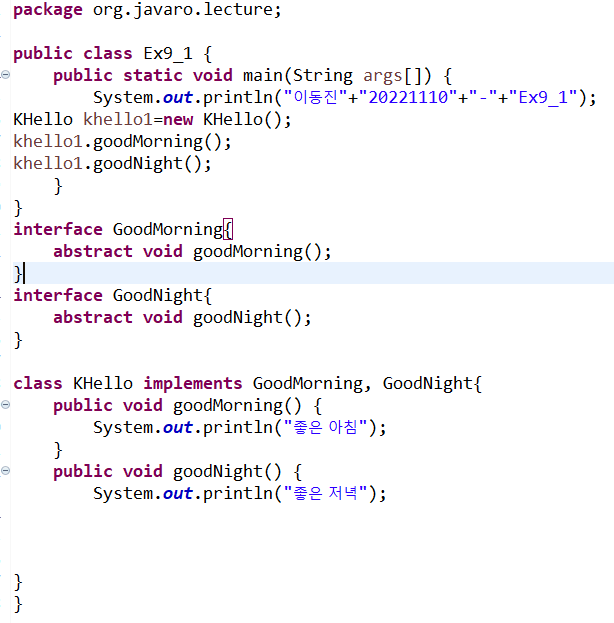 package org.javaro.lecture;
public class Ex9_1 {
public static void main(String args[]) {
System.out.println("이동진"+"20221110"+"-"+"Ex9_1");
KHello khello1=new KHello();
khello1.goodMorning();
khello1.goodNight();
}
}
interface GoodMorning{
abstract void goodMorning();
}
interface GoodNight{
abstract void goodNight();
}
class KHello implements GoodMorning, GoodNight{
public void goodMorning() {
System.out.println("좋은 아침");
}
public void goodNight() {
System.out.println("좋은 저녁");
}
}